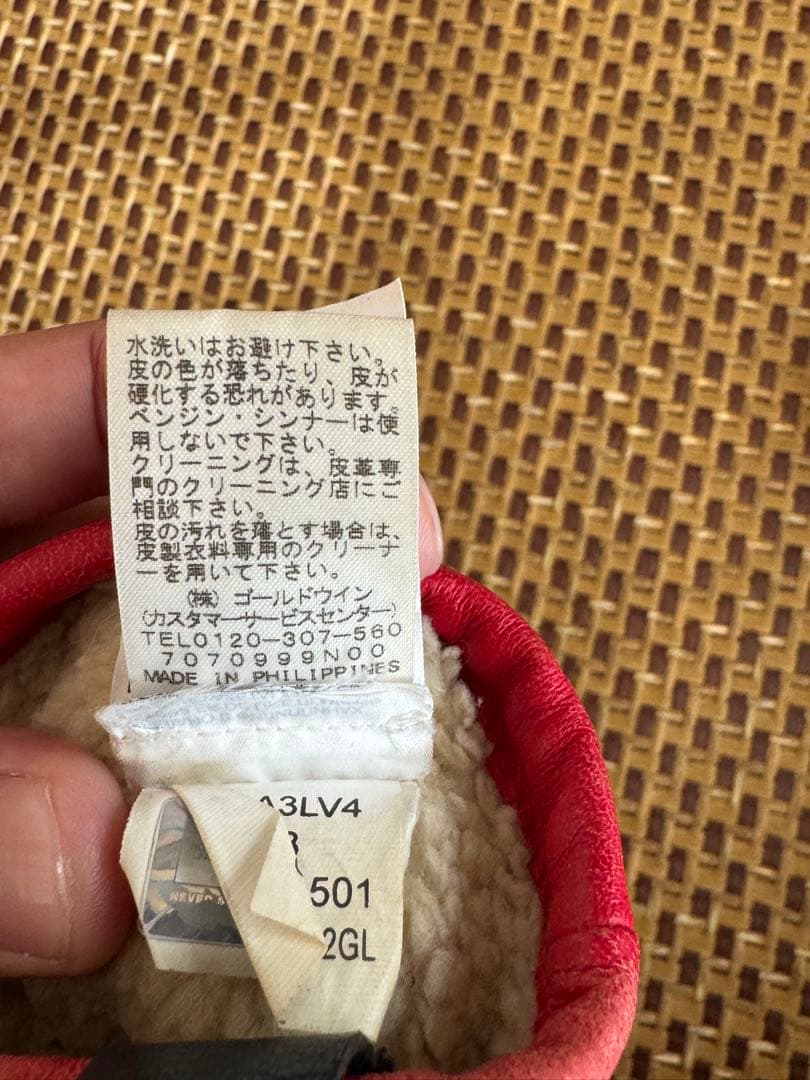 水洗いはお避け下さい。
皮の色が落ちたり、皮が
硬化する恐れがあります。
ベンジン・シンナーは使
用しないで下さい。
クリーニングは、皮革専
門のクリーニング店にご
相談下さい。
皮の汚れを落とす場合は、
皮製衣料専用のクリーナ
ーを用いて下さい。
㈱ ゴールドウイン
(カスタマーサービスセンター)
TEL0120-307-560
7070999N00
MADE IN PHILIPPINES
A3LV4
501
2GL
NEVER